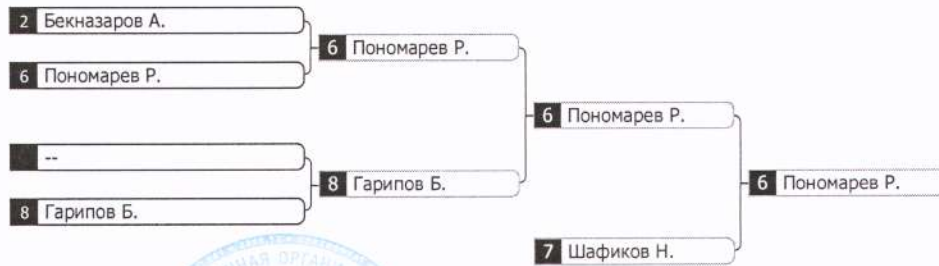 2 Бекназаров А.
6 Пономарев Р.
6 Пономарев Р.
--
8 Гарипов Б.
8 Гарипов Б.
6 Пономарев Р.
7 Шафиков Н.
6 Пономарев Р.